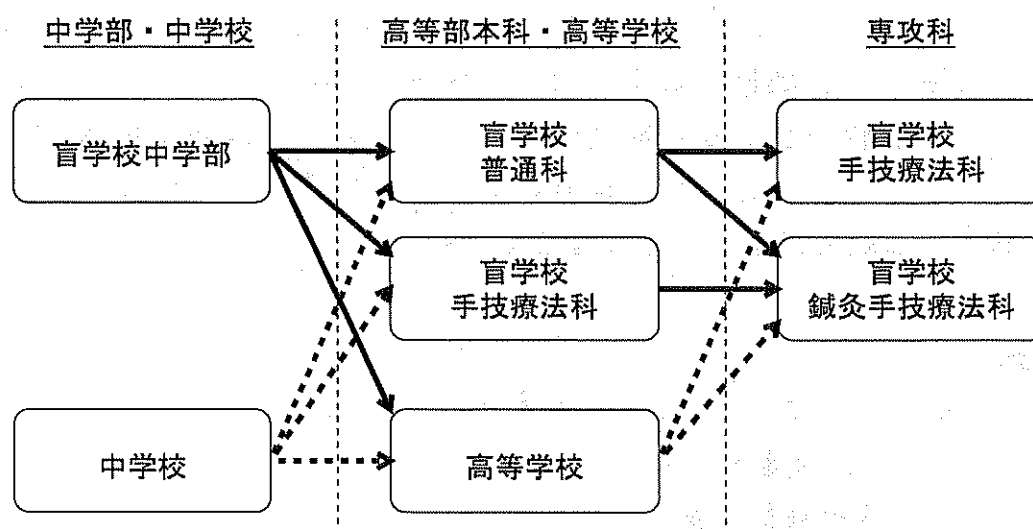 中学部・中学校
高等部本科・高等学校
専攻科
盲学校中学部
盲学校
普通科
盲学校
手技療法科
盲学校
手技療法科
盲学校
鍼灸手技療法科
中学校
高等学校